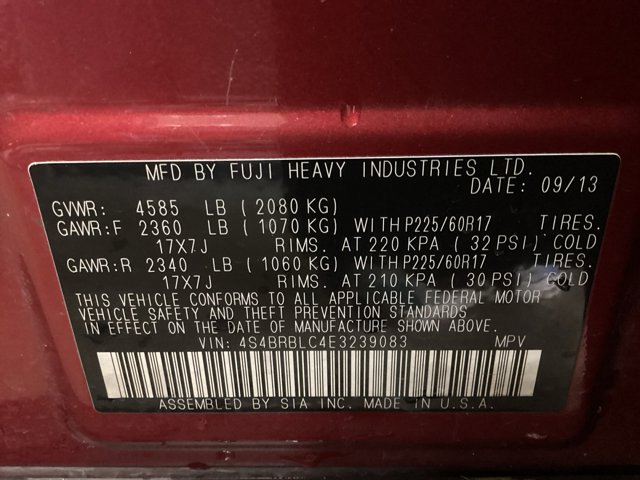 MFD BY FUJI HEAVY INDUSTRIES LTD.
DATE: 09/13
GVWR: 4585 LB ( 2080 KG)
GAWR:F 2360 LB ( 1070 KG) WITH P225/60R17 TIRES.
17X7J RIMS. AT 220 KPA ( 32 PSI) COLD
GAWR:R 2340 LB ( 1060 KG) WITH P225/60R17 TIRES.
17X7J RIMS. AT 210 KPA ( 30 PSI) COLD
THIS VEHICLE CONFORMS TO ALL APPLICABLE FEDERAL MOTOR
VEHICLE SAFETY AND THEFT PREVENTION STANDARDS
IN EFFECT ON THE DATE OF MANUFACTURE SHOWN ABOVE.
VIN: 4S4BRBLC4E3239083 MPV
ASSEMBLED BY SIA INC. MADE IN U.S.A.